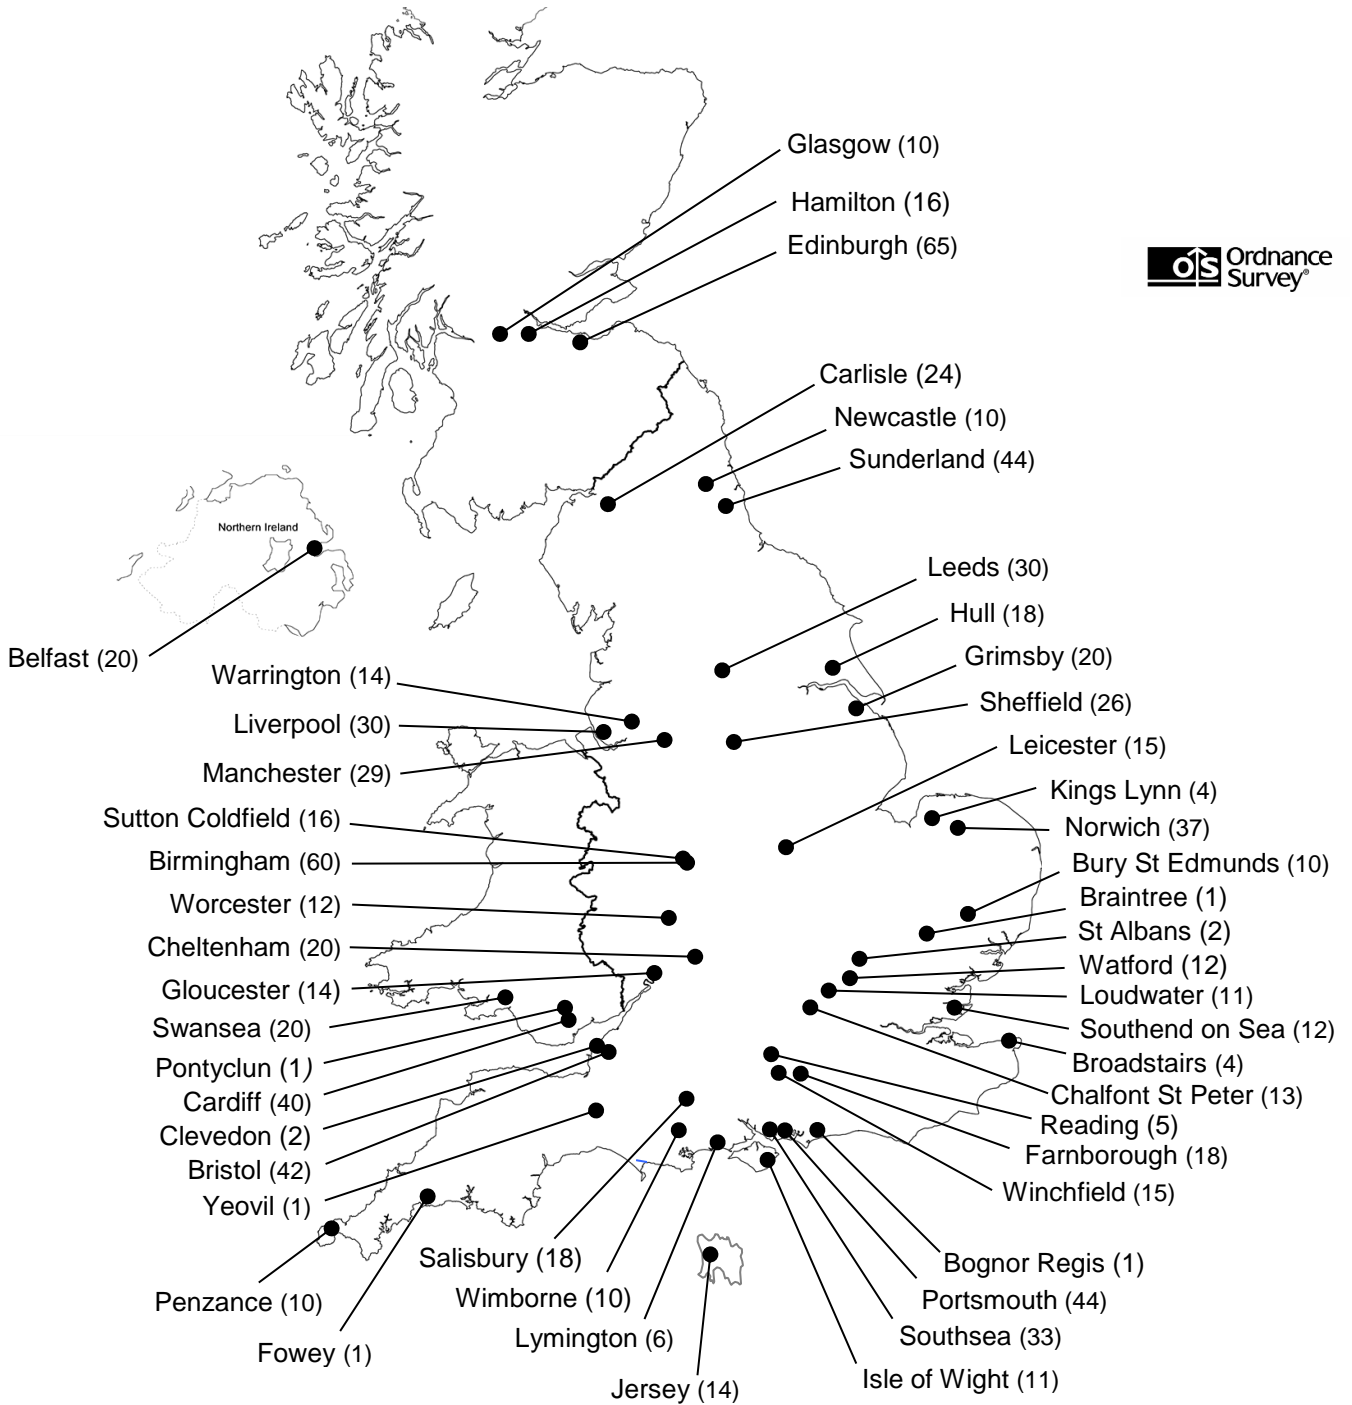 Glasgow (10)
Hamilton (16)
Edinburgh (65)
Ordnance
Survey®
Carlisle (24)
Newcastle (10)
Sunderland (44)
Northern Ireland
Leeds (30)
Hull (18)
Belfast (20)
Grimsby (20)
Warrington (14)
Sheffield (26)
Liverpool (30)
Leicester (15)
Manchester (29)
Kings Lynn (4)
Sutton Coldfield (16)
Norwich (37)
Birmingham (60)
Bury St Edmunds (10)
Worcester (12)
Braintree (1)
St Albans (2)
Cheltenham (20)
Watford (12)
Gloucester (14)
Loudwater (11)
Swansea (20)
Southend on Sea (12)
Pontyclun (1)
Broadstairs (4)
Cardiff (40)
Chalfont St Peter (13)
Clevedon (2)
Reading (5)
Bristol (42)
Farnborough (18)
Yeovil (1)
Winchfield (15)
Salisbury (18)
Bognor Regis (1)
Penzance (10)
Wimborne (10)
Portsmouth (44)
Lymington (6)
Southsea (33)
Fowey (1)
Isle of Wight (11)
Jersey (14)